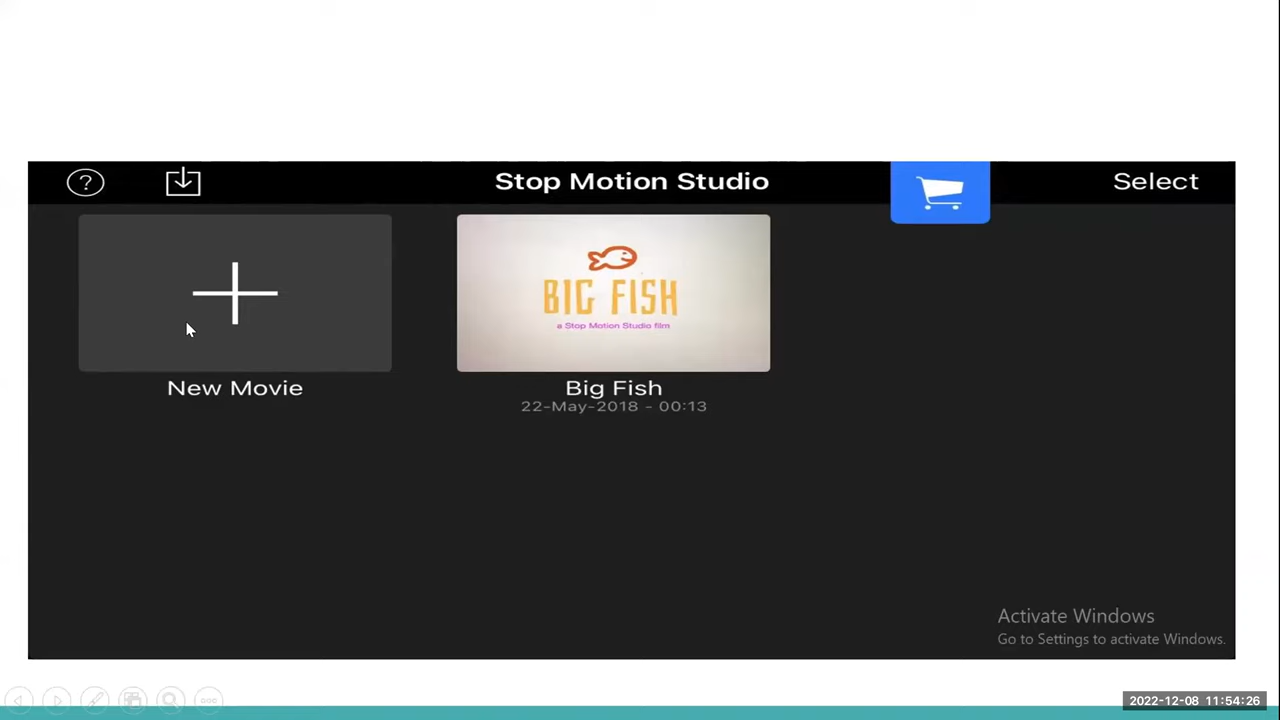 ? Stop Motion Studio Select
BIG FISH
a Stop Motion Studio film
New Movie
Big Fish
22-May-2018 - 00:13
Activate Windows
Go to Settings to activate Windows.
2022-12-08 11:54:26